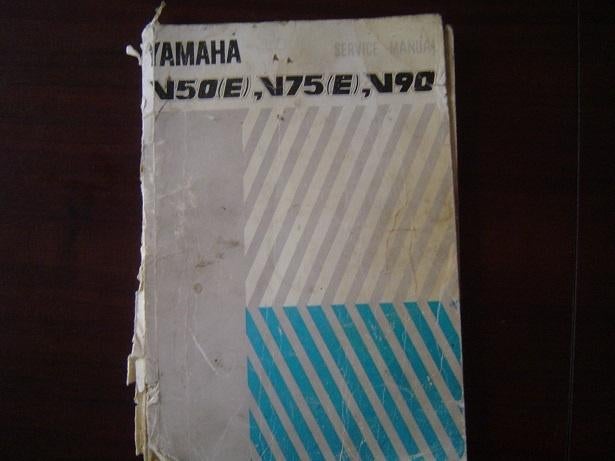 YAMAHA
SERVICE MANUAL
V50(E), V75(E), V90